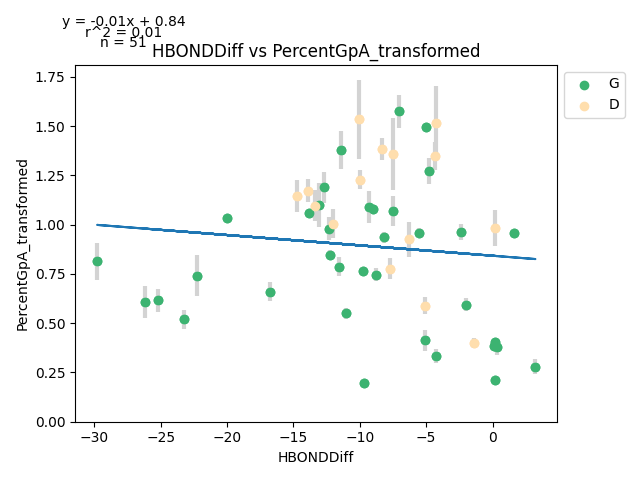 y = -0.01x + 0.84
r^2 = 0.01
n = 51
HBONDDiff vs PercentGpA_transformed
G
D
PercentGpA_transformed
1.75
1.50
1.25
1.00
0.75
0.50
0.25
0.00
−30 −25 −20 −15 −10 −5 0
HBONDDiff